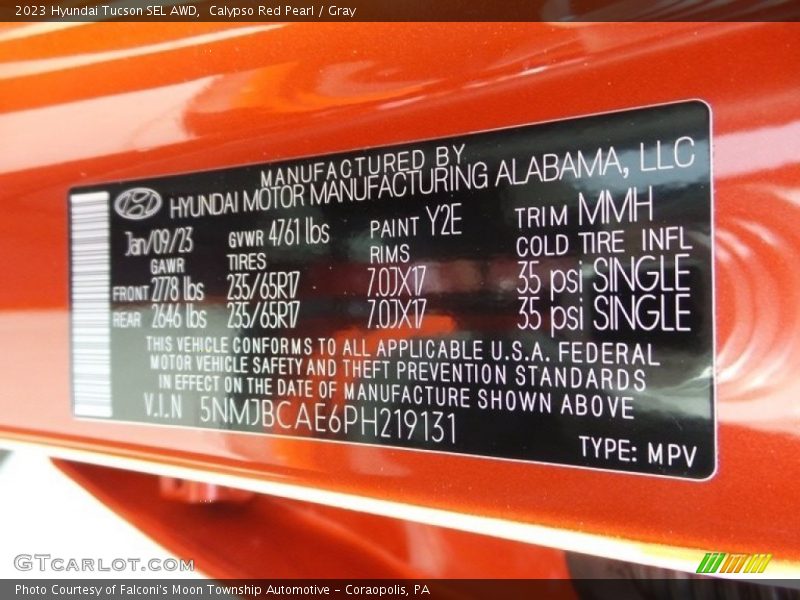 2023 Hyundai Tucson SEL AWD, Calypso Red Pearl / Gray
MANUFACTURED BY
HYUNDAI MOTOR MANUFACTURING ALABAMA, LLC
Jan/09/23 GVWR 4761 lbs PAINT Y2E TRIM MMH
GAWR TIRES RIMS COLD TIRE INFL
FRONT 2778 lbs 235/65R17 7.0JX17 35 psi SINGLE
REAR 2646 lbs 235/65R17 7.0JX17 35 psi SINGLE
THIS VEHICLE CONFORMS TO ALL APPLICABLE U.S.A. FEDERAL
MOTOR VEHICLE SAFETY AND THEFT PREVENTION STANDARDS
IN EFFECT ON THE DATE OF MANUFACTURE SHOWN ABOVE
V.I.N 5NMJBCAE6PH219131
TYPE: MPV
GTcarlot.com
Photo Courtesy of Falconi's Moon Township Automotive - Coraopolis, PA